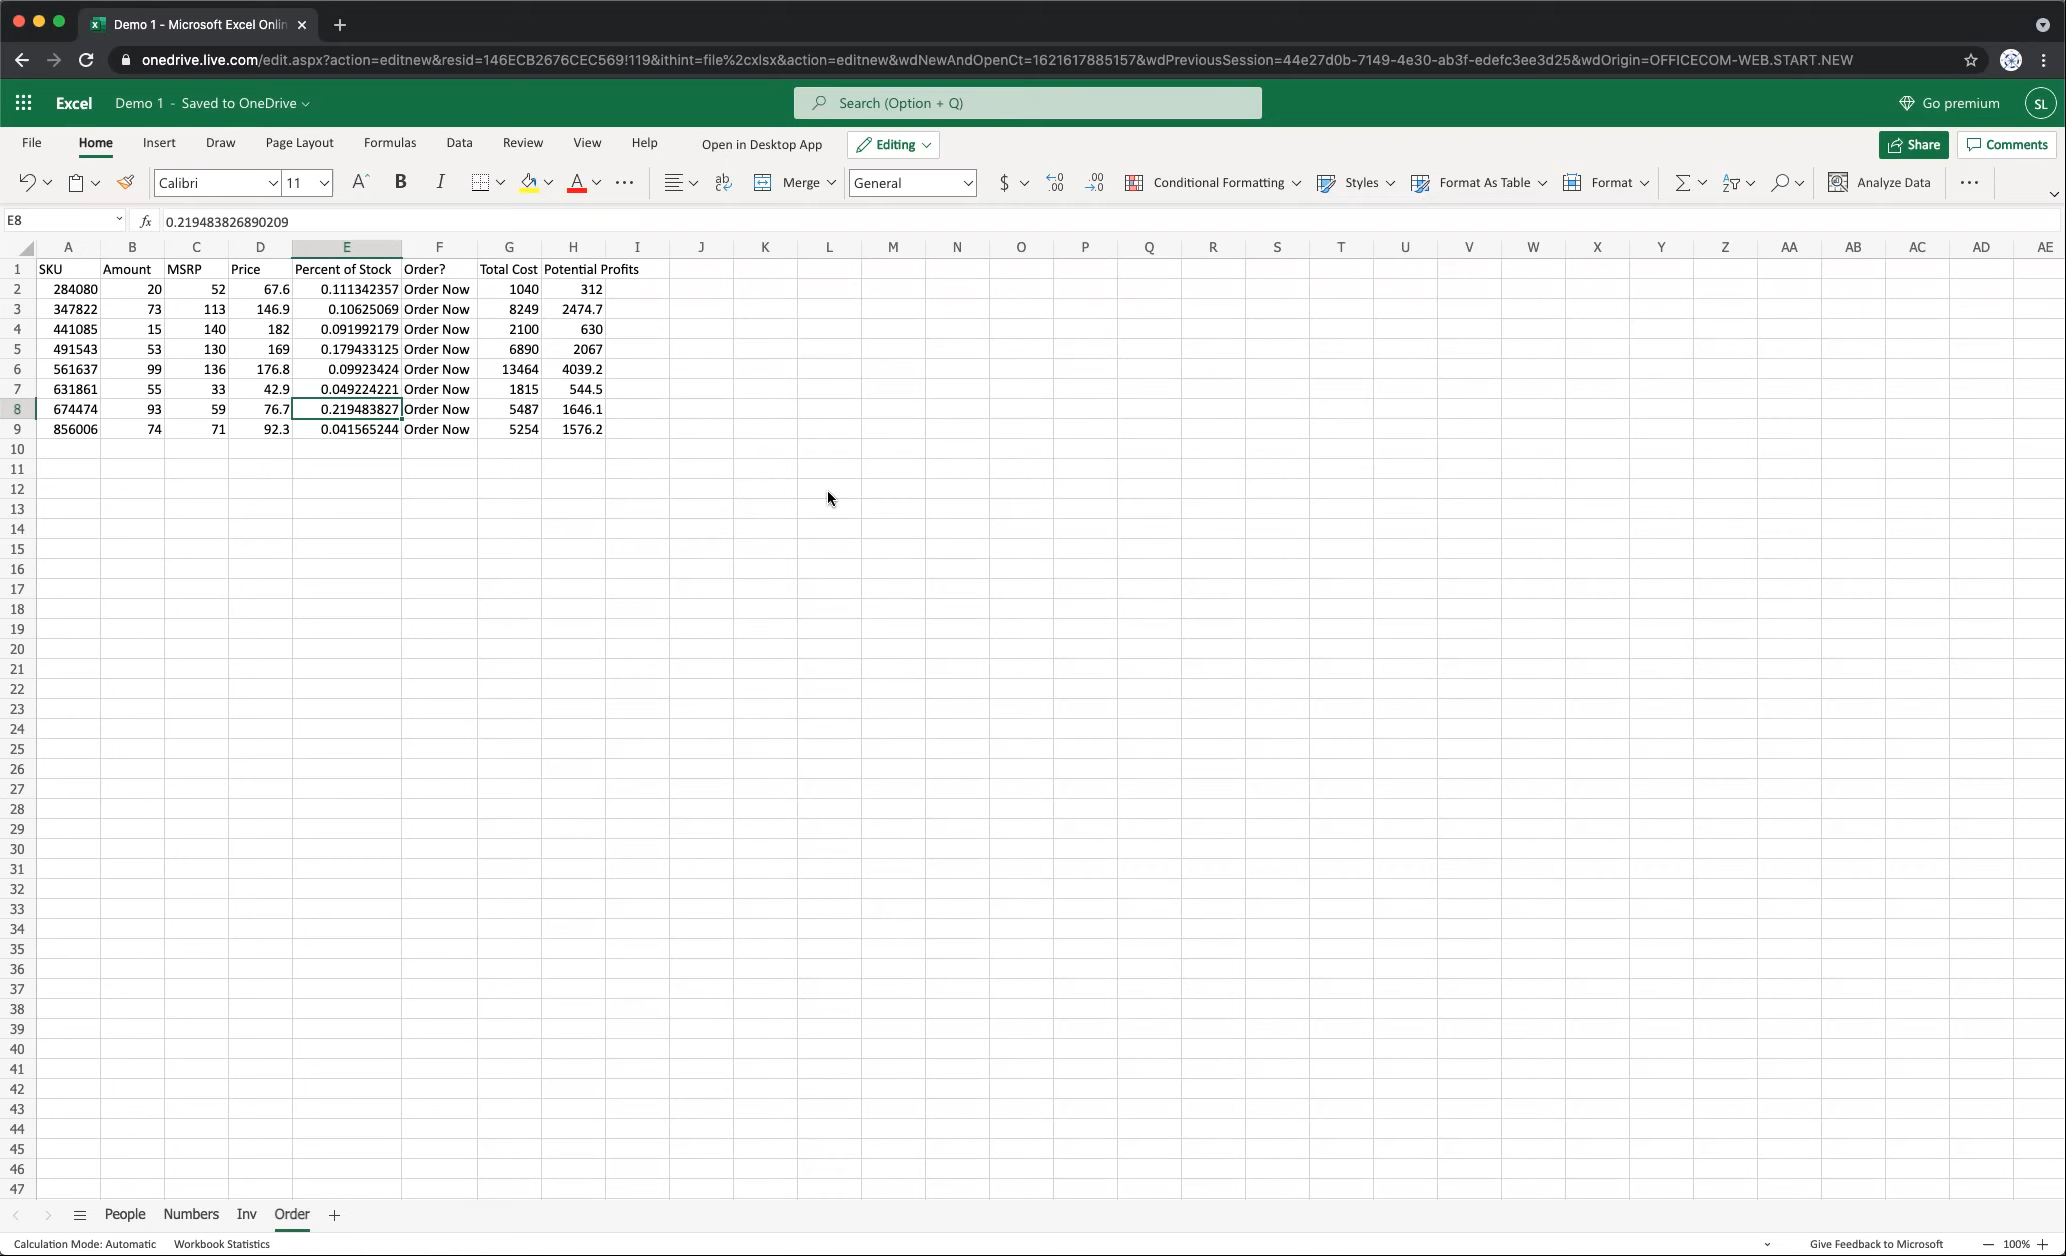 Demo 1 - Microsoft Excel Onlin
onedrive.live.com/edit.aspx?action=editnew&resid=146ECB2676CEC569!119&ithint=file%2cxlsx&action=editnew&wdNewAndOpenCt=1621617885157&wdPreviousSession=44e27d0b-7149-4e30-ab3f-edefc3ee3d25&wdOrigin=OFFICECOM-WEB.START.NEW
Excel Demo 1 - Saved to OneDrive Search (Option + Q) Go premium SL
File Home Insert Draw Page Layout Formulas Data Review View Help Open in Desktop App Editing Share Comments
Calibri 11 A B I A ab Merge General $ .00 .00 Conditional Formatting Styles Format As Table Format Analyze Data
E8 fx 0.219483826890209
A B C D E F G H I J K L M N O P Q R S T U V W X Y Z AA AB AC AD AE
1 SKU Amount MSRP Price Percent of Stock Order? Total Cost Potential Profits
2 284080 20 52 67.6 0.111342357 Order Now 1040 312
3 347822 73 113 146.9 0.10625069 Order Now 8249 2474.7
4 441085 15 140 182 0.091992179 Order Now 2100 630
5 491543 53 130 169 0.179433125 Order Now 6890 2067
6 561637 99 136 176.8 0.09923424 Order Now 13464 4039.2
7 631861 55 33 42.9 0.049224221 Order Now 1815 544.5
8 674474 93 59 76.7 0.219483827 Order Now 5487 1646.1
9 856006 74 71 92.3 0.041565244 Order Now 5254 1576.2
10
11
12
13
14
15
16
17
18
19
20
21
22
23
24
25
26
27
28
29
30
31
32
33
34
35
36
37
38
39
40
41
42
43
44
45
46
47
People Numbers Inv Order
Calculation Mode: Automatic Workbook Statistics Give Feedback to Microsoft 100%